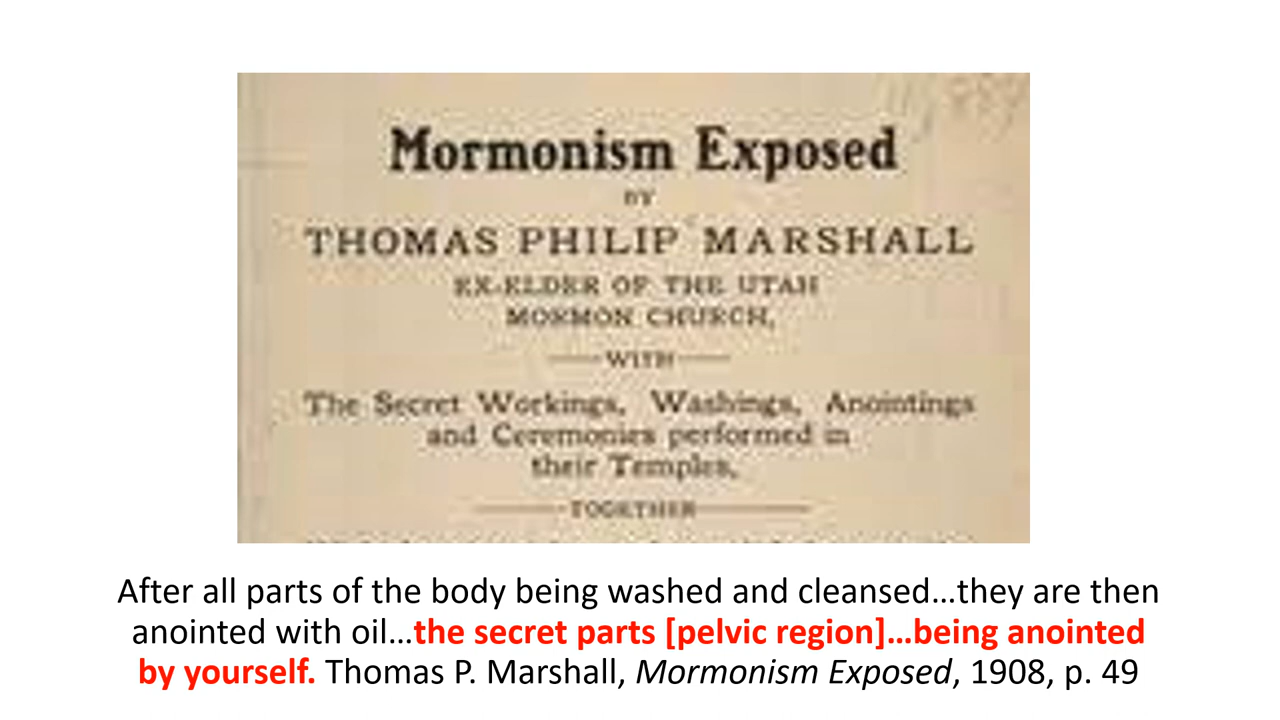 Mormonism Exposed
BY
THOMAS PHILIP MARSHALL
EX-ELDER OF THE UTAH
MORMON CHURCH,
WITH
The Secret Workings, Washings, Anointings
and Ceremonies performed in
their Temples,
TOGETHER
After all parts of the body being washed and cleansed…they are then
anointed with oil…the secret parts [pelvic region]…being anointed
by yourself. Thomas P. Marshall, Mormonism Exposed, 1908, p. 49